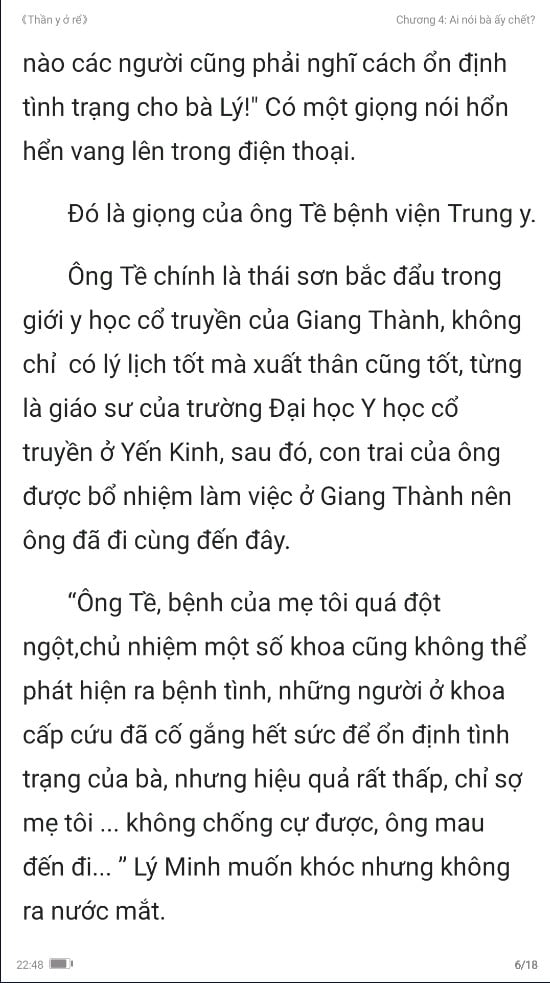 《Thần y ở rể》
Chương 4: Ai nói bà ấy chết?
nào các người cũng phải nghĩ cách ổn định
tình trạng cho bà Lý!" Có một giọng nói hổn
hển vang lên trong điện thoại.
Đó là giọng của ông Tề bệnh viện Trung y.
Ông Tề chính là thái sơn bắc đẩu trong
giới y học cổ truyền của Giang Thành, không
chỉ có lý lịch tốt mà xuất thân cũng tốt, từng
là giáo sư của trường Đại học Y học cổ
truyền ở Yến Kinh, sau đó, con trai của ông
được bổ nhiệm làm việc ở Giang Thành nên
ông đã đi cùng đến đây.
“Ông Tề, bệnh của mẹ tôi quá đột
ngột,chủ nhiệm một số khoa cũng không thể
phát hiện ra bệnh tình, những người ở khoa
cấp cứu đã cố gắng hết sức để ổn định tình
trạng của bà, nhưng hiệu quả rất thấp, chỉ sợ
mẹ tôi ... không chống cự được, ông mau
đến đi... ” Lý Minh muốn khóc nhưng không
ra nước mắt.
22:48
6/18